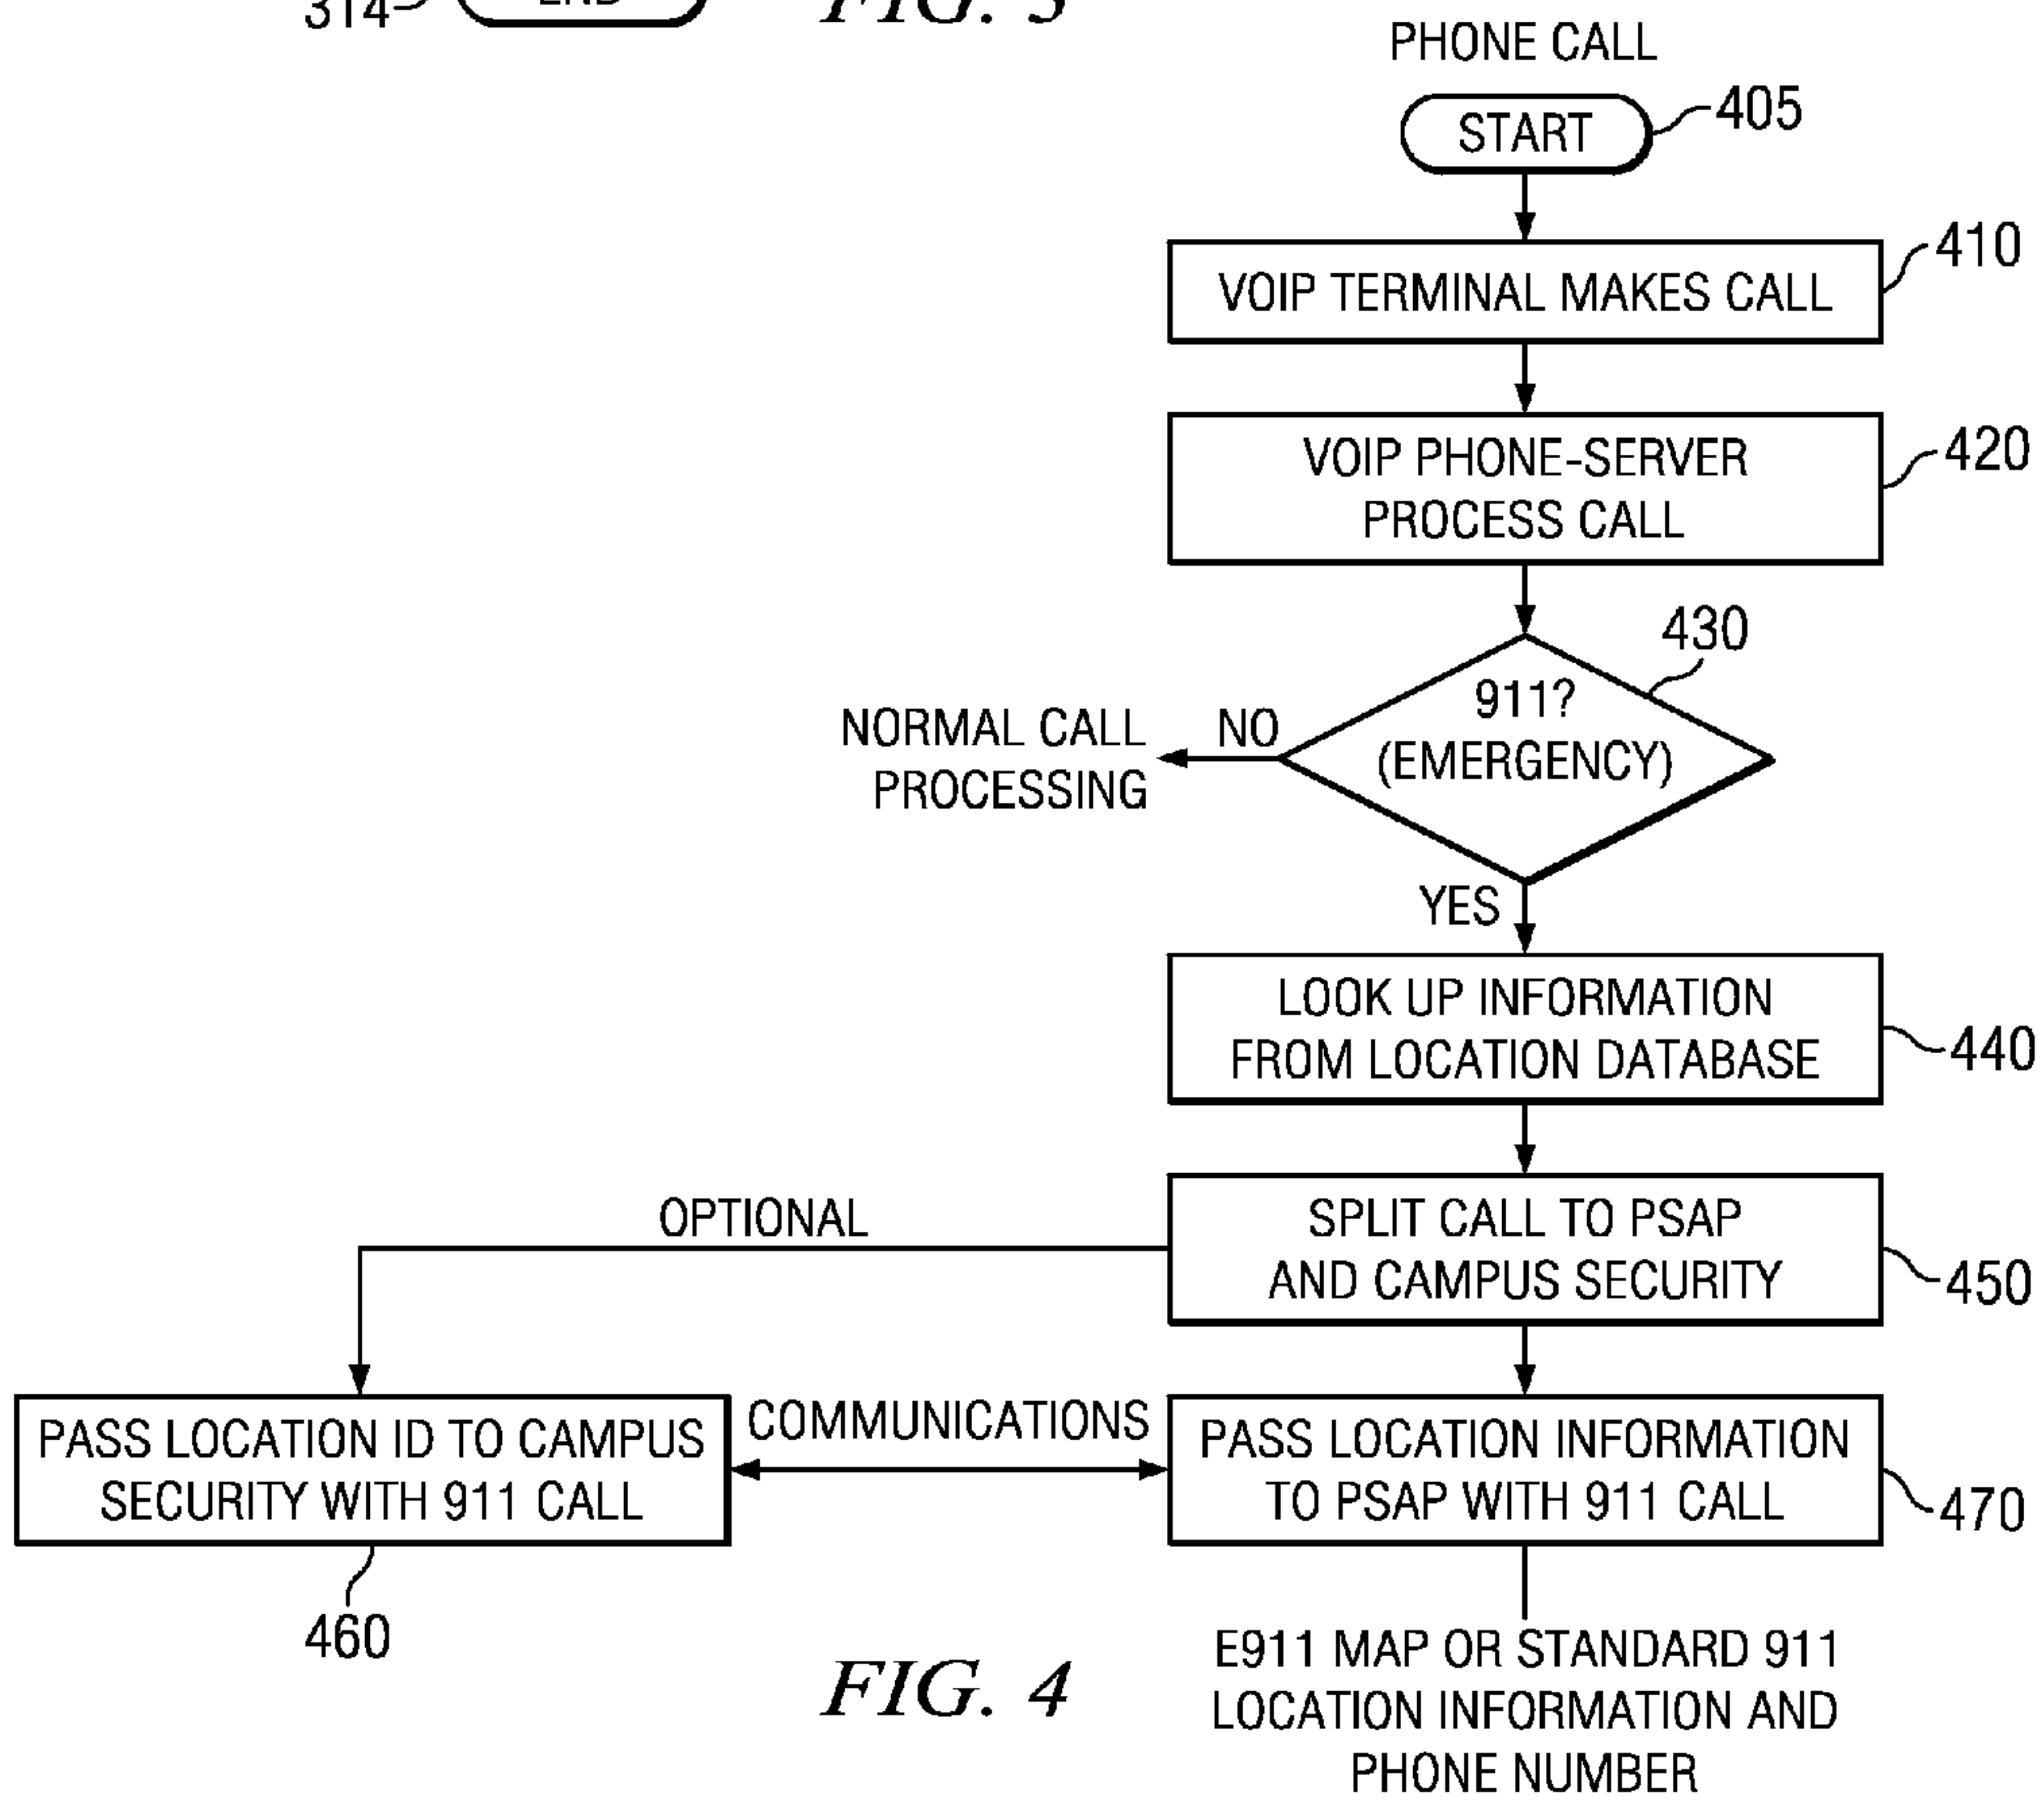 314
END
FIG. 3
PHONE CALL
START
405
VOIP TERMINAL MAKES CALL
410
VOIP PHONE-SERVER
PROCESS CALL
420
430
911?
(EMERGENCY)
NO
NORMAL CALL
PROCESSING
YES
LOOK UP INFORMATION
FROM LOCATION DATABASE
440
OPTIONAL
SPLIT CALL TO PSAP
AND CAMPUS SECURITY
450
PASS LOCATION ID TO CAMPUS
SECURITY WITH 911 CALL
460
COMMUNICATIONS
PASS LOCATION INFORMATION
TO PSAP WITH 911 CALL
470
E911 MAP OR STANDARD 911
LOCATION INFORMATION AND
PHONE NUMBER
FIG. 4